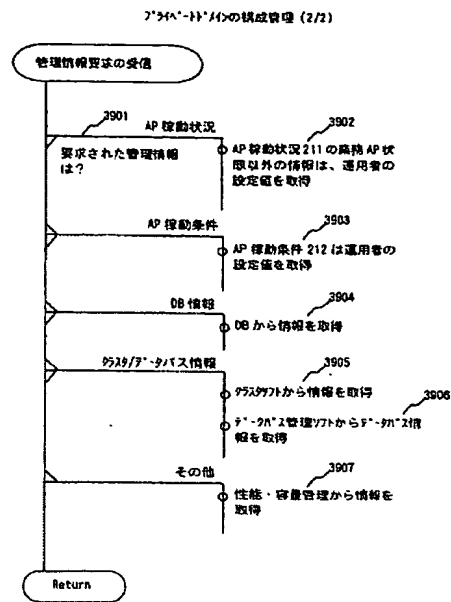 プライベートドメインの構成管理 (2/2)
管理情報要求の受信
3901
AP 稼動状況
要求された管理情報
は？
3902
AP 稼動状況 211 の業務 AP 状
態以外の情報は、運用者の
設定値を取得
AP 稼動条件
3903
AP 稼動条件 212 は運用者の
設定値を取得
DB 情報
3904
DB から情報を取得
クラスタ/データパス情報
3905
クラスタソフトから情報を取得
3906
データパス管理ソフトからデータパス情
報を取得
その他
3907
性能・容量管理から情報を
取得
Return